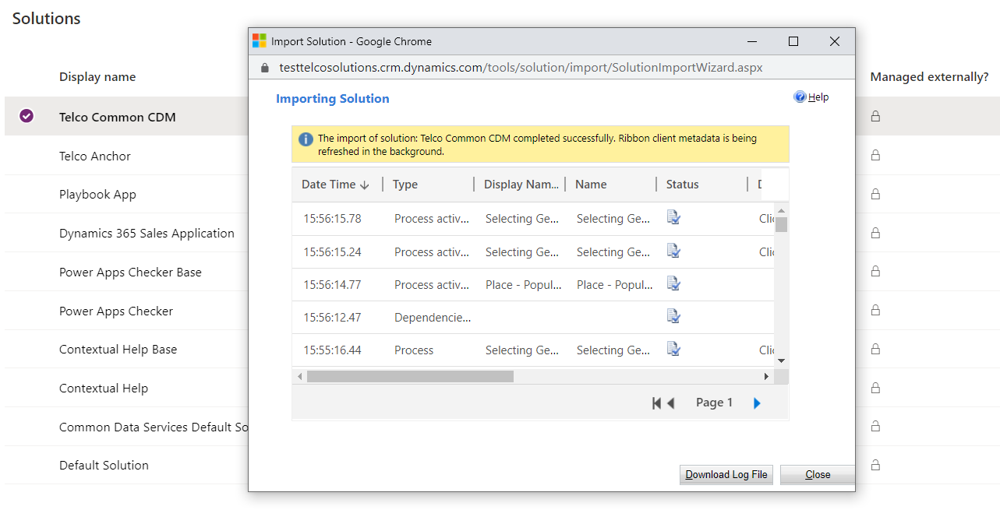 Solutions
Display name
Managed externally?
Telco Common CDM
Telco Anchor
Playbook App
Dynamics 365 Sales Application
Power Apps Checker Base
Power Apps Checker
Contextual Help Base
Contextual Help
Common Data Services Default So
Default Solution
Import Solution - Google Chrome
testtelcosolutions.crm.dynamics.com/tools/solution/import/SolutionImportWizard.aspx
Importing Solution
Help
The import of solution: Telco Common CDM completed successfully. Ribbon client metadata is being
refreshed in the background.
Date Time Type Display Nam... Name Status
15:56:15.78 Process activ... Selecting Ge... Selecting Ge... Clic
15:56:15.24 Process activ... Selecting Ge... Selecting Ge... Clic
15:56:14.77 Process activ... Place - Popul... Place - Popul...
15:56:12.47 Dependencie...
15:55:16.44 Process Selecting Ge... Selecting Ge... Clic
Page 1
Download Log File Close